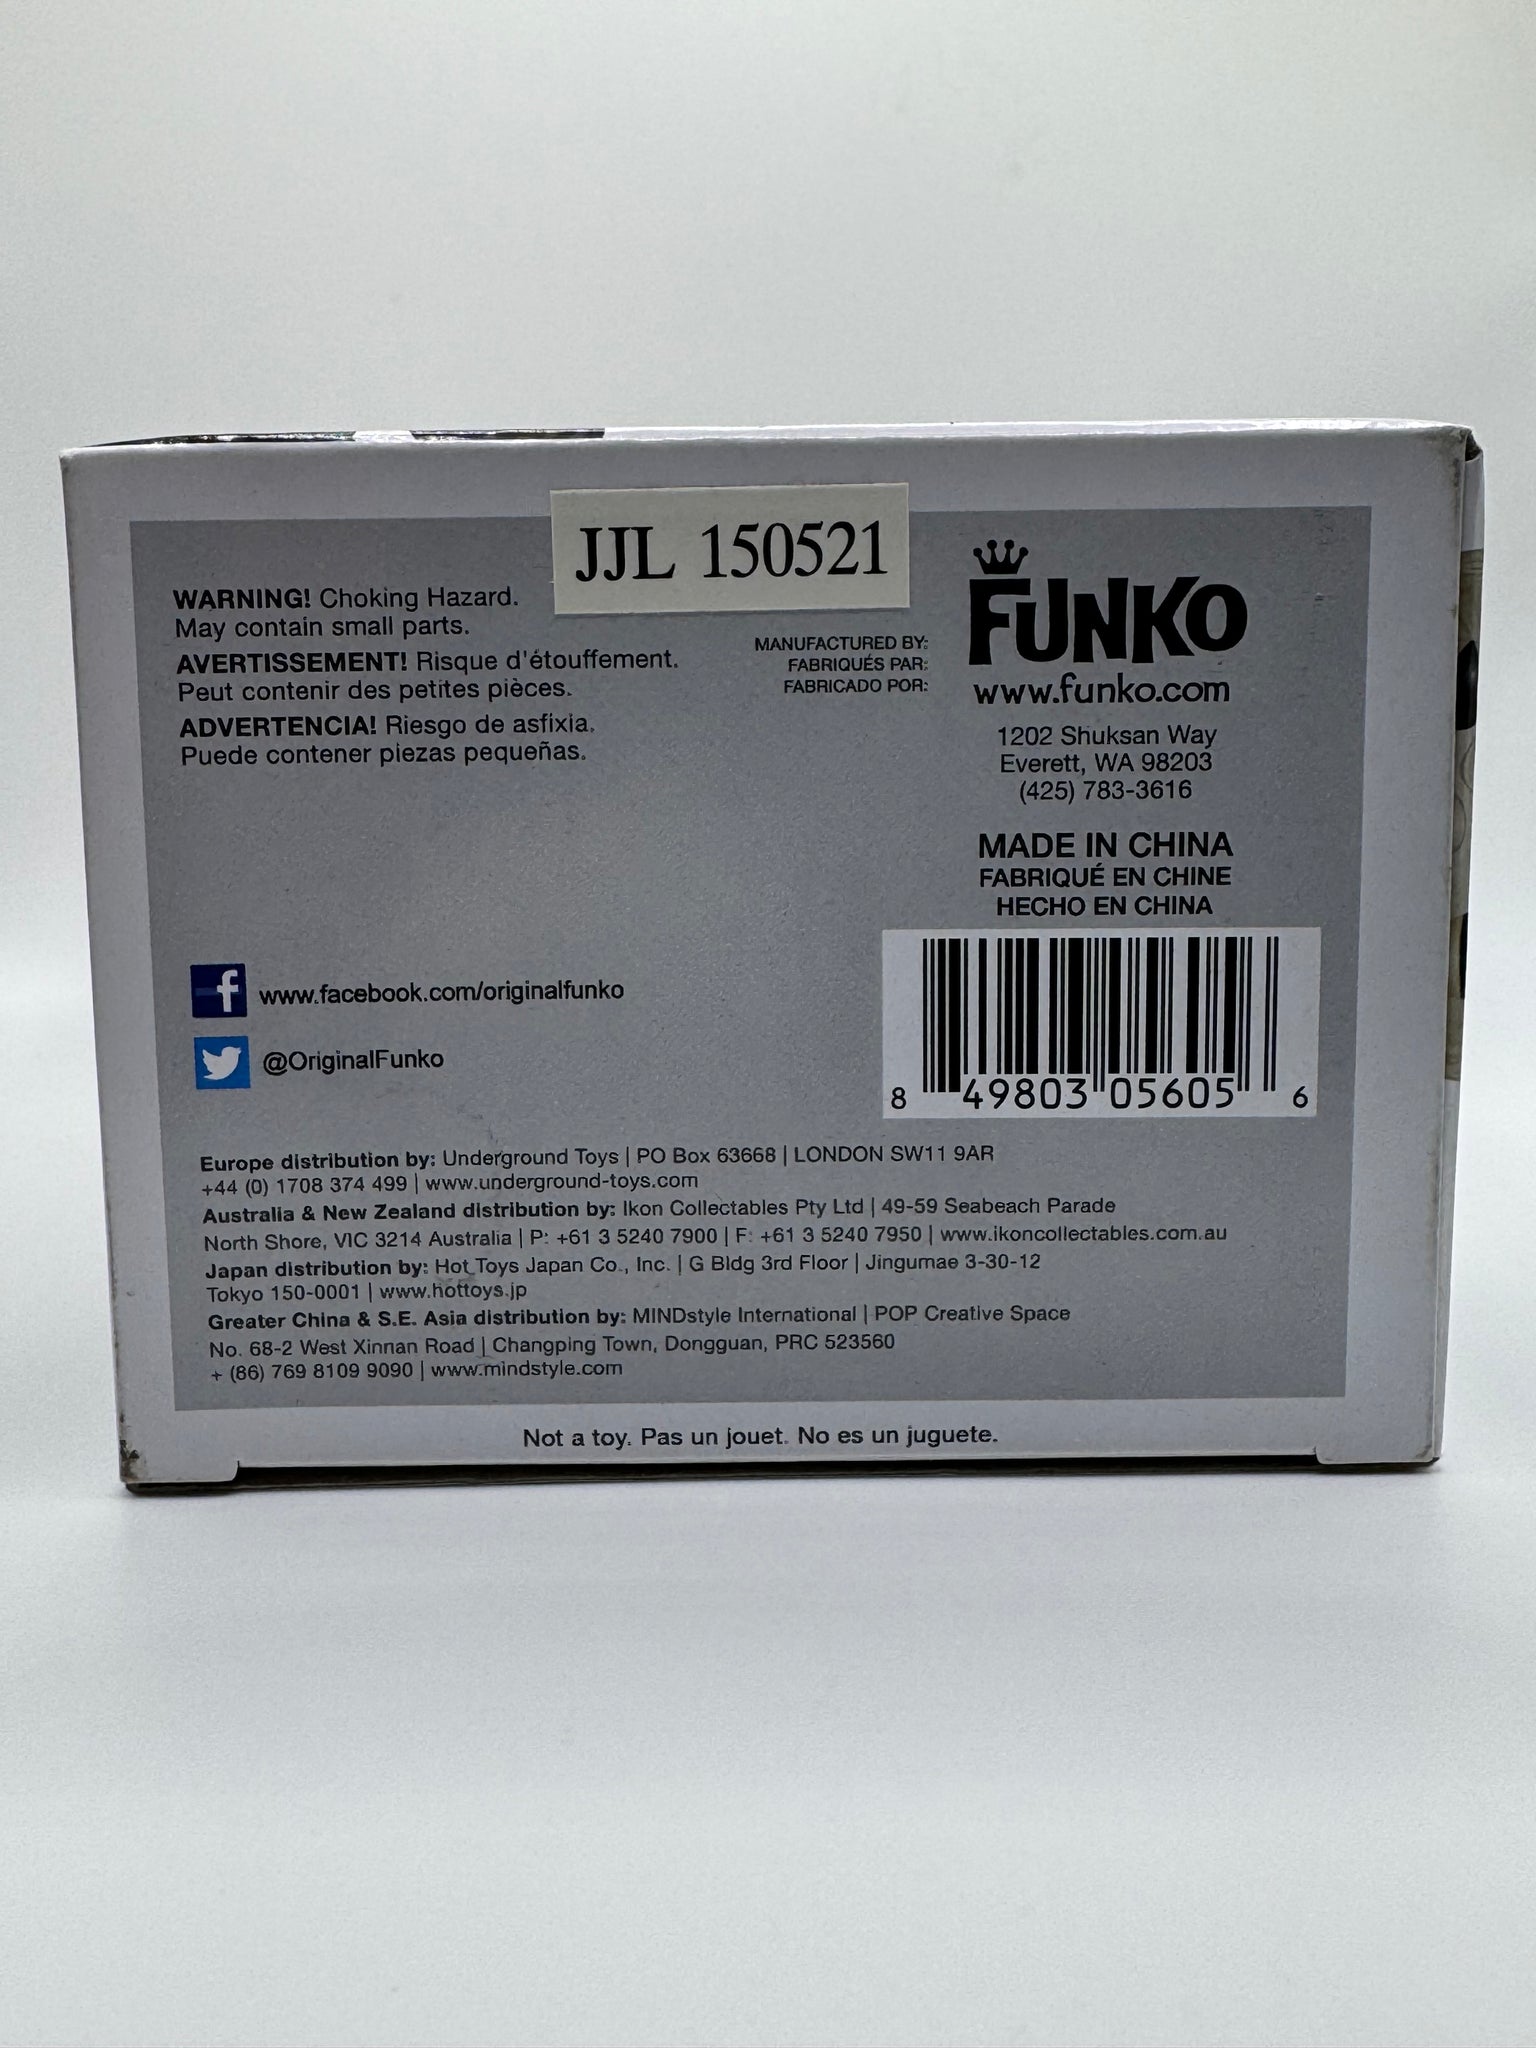 JJL 150521
WARNING! Choking Hazard.
May contain small parts.
AVERTISSEMENT! Risque d'étouffement.
Peut contenir des petites pièces.
ADVERTENCIA! Riesgo de asfixia.
Puede contener piezas pequeñas.
MANUFACTURED BY:
FABRIQUÉS PAR:
FABRICADO POR:
FUNKO
www.funko.com
1202 Shuksan Way
Everett, WA 98203
(425) 783-3616
MADE IN CHINA
FABRIQUÉ EN CHINE
HECHO EN CHINA
f www.facebook.com/originalfunko
@OriginalFunko
8 49803 05605 6
Europe distribution by: Underground Toys | PO Box 63668 | LONDON SW11 9AR
+44 (0) 1708 374 499 | www.underground-toys.com
Australia & New Zealand distribution by: Ikon Collectables Pty Ltd | 49-59 Seabeach Parade
North Shore, VIC 3214 Australia | P: +61 3 5240 7900 | F: +61 3 5240 7950 | www.ikoncollectables.com.au
Japan distribution by: Hot Toys Japan Co., Inc. | G Bldg 3rd Floor | Jingumae 3-30-12
Tokyo 150-0001 | www.hottoys.jp
Greater China & S.E. Asia distribution by: MINDstyle International | POP Creative Space
No. 68-2 West Xinnan Road | Changping Town, Dongguan, PRC 523560
+ (86) 769 8109 9090 | www.mindstyle.com
Not a toy. Pas un jouet. No es un juguete.